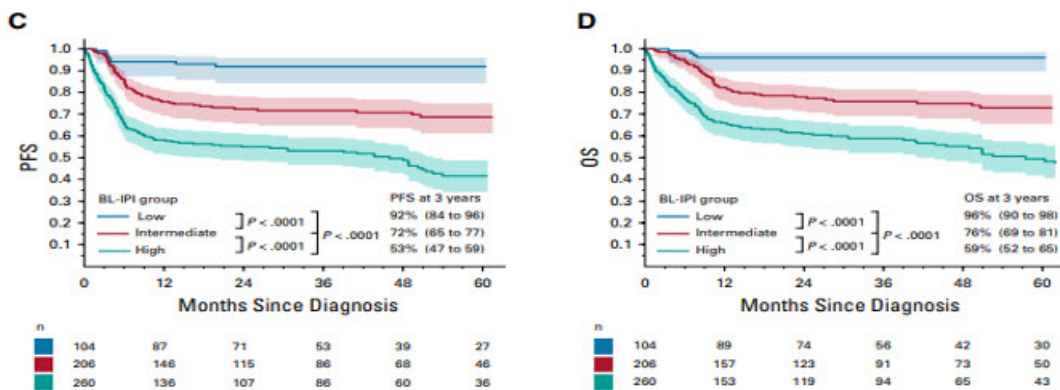 C
1.0
0.9
0.8
0.7
0.6
0.5
0.4
0.3
0.2
0.1
PFS
BL-IPI group
Low
Intermediate
High
P < .0001
P < .0001
P < .0001
PFS at 3 years
92% (84 to 96)
72% (65 to 77)
53% (47 to 59)
0 12 24 36 48 60
Months Since Diagnosis
n
104 87 71 53 39 27
206 146 115 86 68 46
260 136 107 86 60 36
D
1.0
0.9
0.8
0.7
0.6
0.5
0.4
0.3
0.2
0.1
OS
BL-IPI group
Low
Intermediate
High
P < .0001
P < .0001
P < .0001
OS at 3 years
96% (90 to 98)
76% (69 to 81)
59% (52 to 65)
0 12 24 36 48 60
Months Since Diagnosis
n
104 89 74 56 42 30
206 157 123 91 73 50
260 153 119 94 65 43